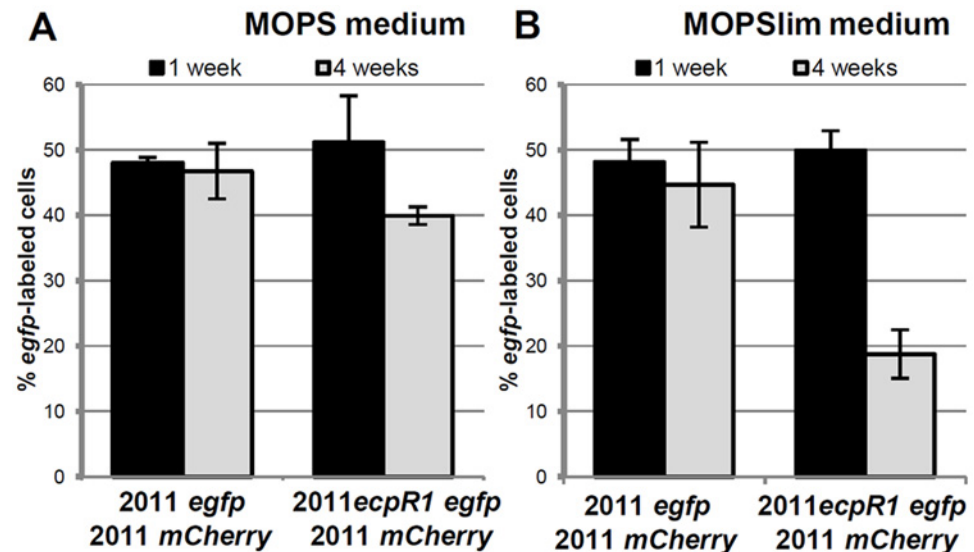 A
MOPS medium
1 week
4 weeks
% egfp-labeled cells
60
50
40
30
20
10
0
2011 egfp
2011 mCherry
2011ecpR1 egfp
2011 mCherry
B
MOPSlim medium
1 week
4 weeks
% egfp-labeled cells
60
50
40
30
20
10
0
2011 egfp
2011 mCherry
2011ecpR1 egfp
2011 mCherry